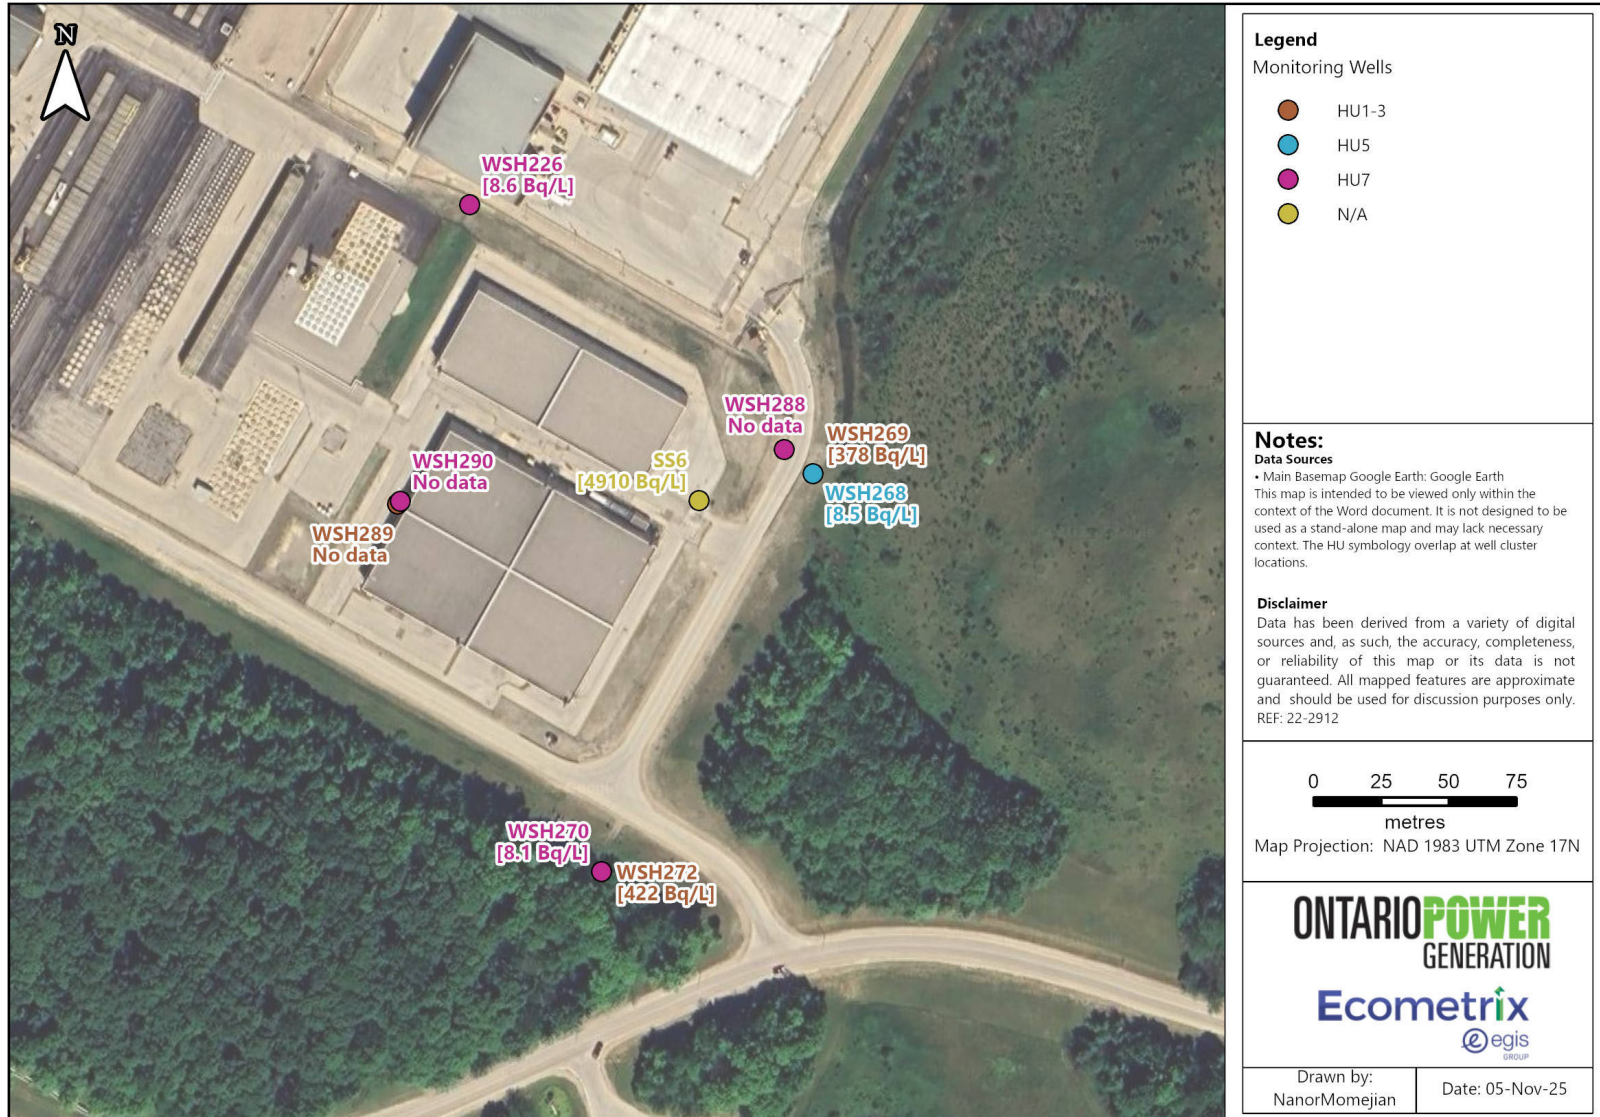 N
WSH226
[8.6 Bq/L]
WSH288
No data
WSH269
[378 Bq/L]
WSH268
[8.5 Bq/L]
SS6
[4910 Bq/L]
WSH290
No data
WSH289
No data
WSH270
[8.1 Bq/L]
WSH272
[422 Bq/L]
Legend
Monitoring Wells
HU1-3
HU5
HU7
N/A
Notes:
Data Sources
• Main Basemap Google Earth: Google Earth
This map is intended to be viewed only within the
context of the Word document. It is not designed to be
used as a stand-alone map and may lack necessary
context. The HU symbology overlap at well cluster
locations.
Disclaimer
Data has been derived from a variety of digital
sources and, as such, the accuracy, completeness,
or reliability of this map or its data is not
guaranteed. All mapped features are approximate
and should be used for discussion purposes only.
REF: 22-2912
0 25 50 75
metres
Map Projection: NAD 1983 UTM Zone 17N
ONTARIOPOWER
GENERATION
Ecometrix
egis
GROUP
Drawn by:
NanorMomejian
Date: 05-Nov-25